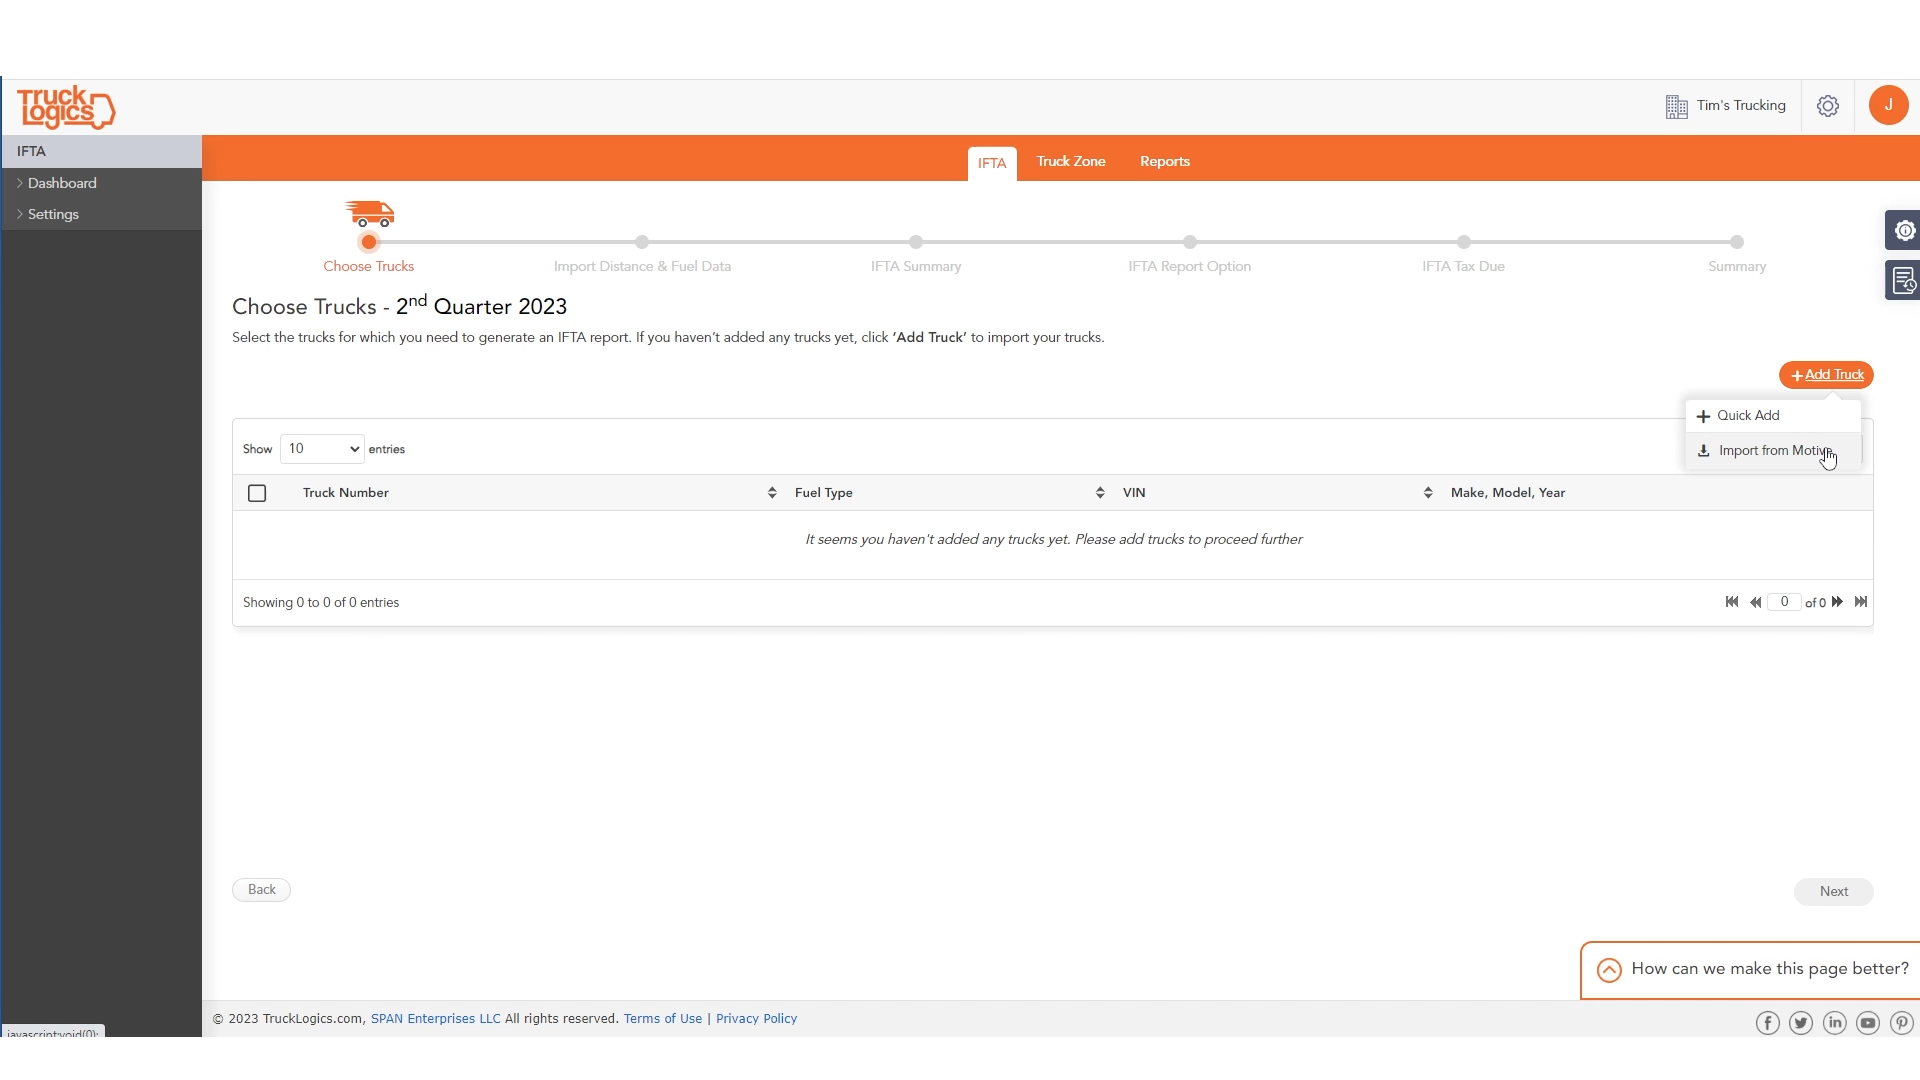 Truck
Logics
Tim's Trucking
J
IFTA
Dashboard
Settings
IFTA
Truck Zone
Reports
Choose Trucks
Import Distance & Fuel Data
IFTA Summary
IFTA Report Option
IFTA Tax Due
Summary
Choose Trucks - 2nd Quarter 2023
Select the trucks for which you need to generate an IFTA report. If you haven't added any trucks yet, click 'Add Truck' to import your trucks.
+Add Truck
Quick Add
Import from Motive
Show 10 entries
Truck Number
Fuel Type
VIN
Make, Model, Year
It seems you haven't added any trucks yet. Please add trucks to proceed further
Showing 0 to 0 of 0 entries
0 of 0
Back
Next
How can we make this page better?
© 2023 TruckLogics.com, SPAN Enterprises LLC All rights reserved. Terms of Use | Privacy Policy
javascript:void(0);